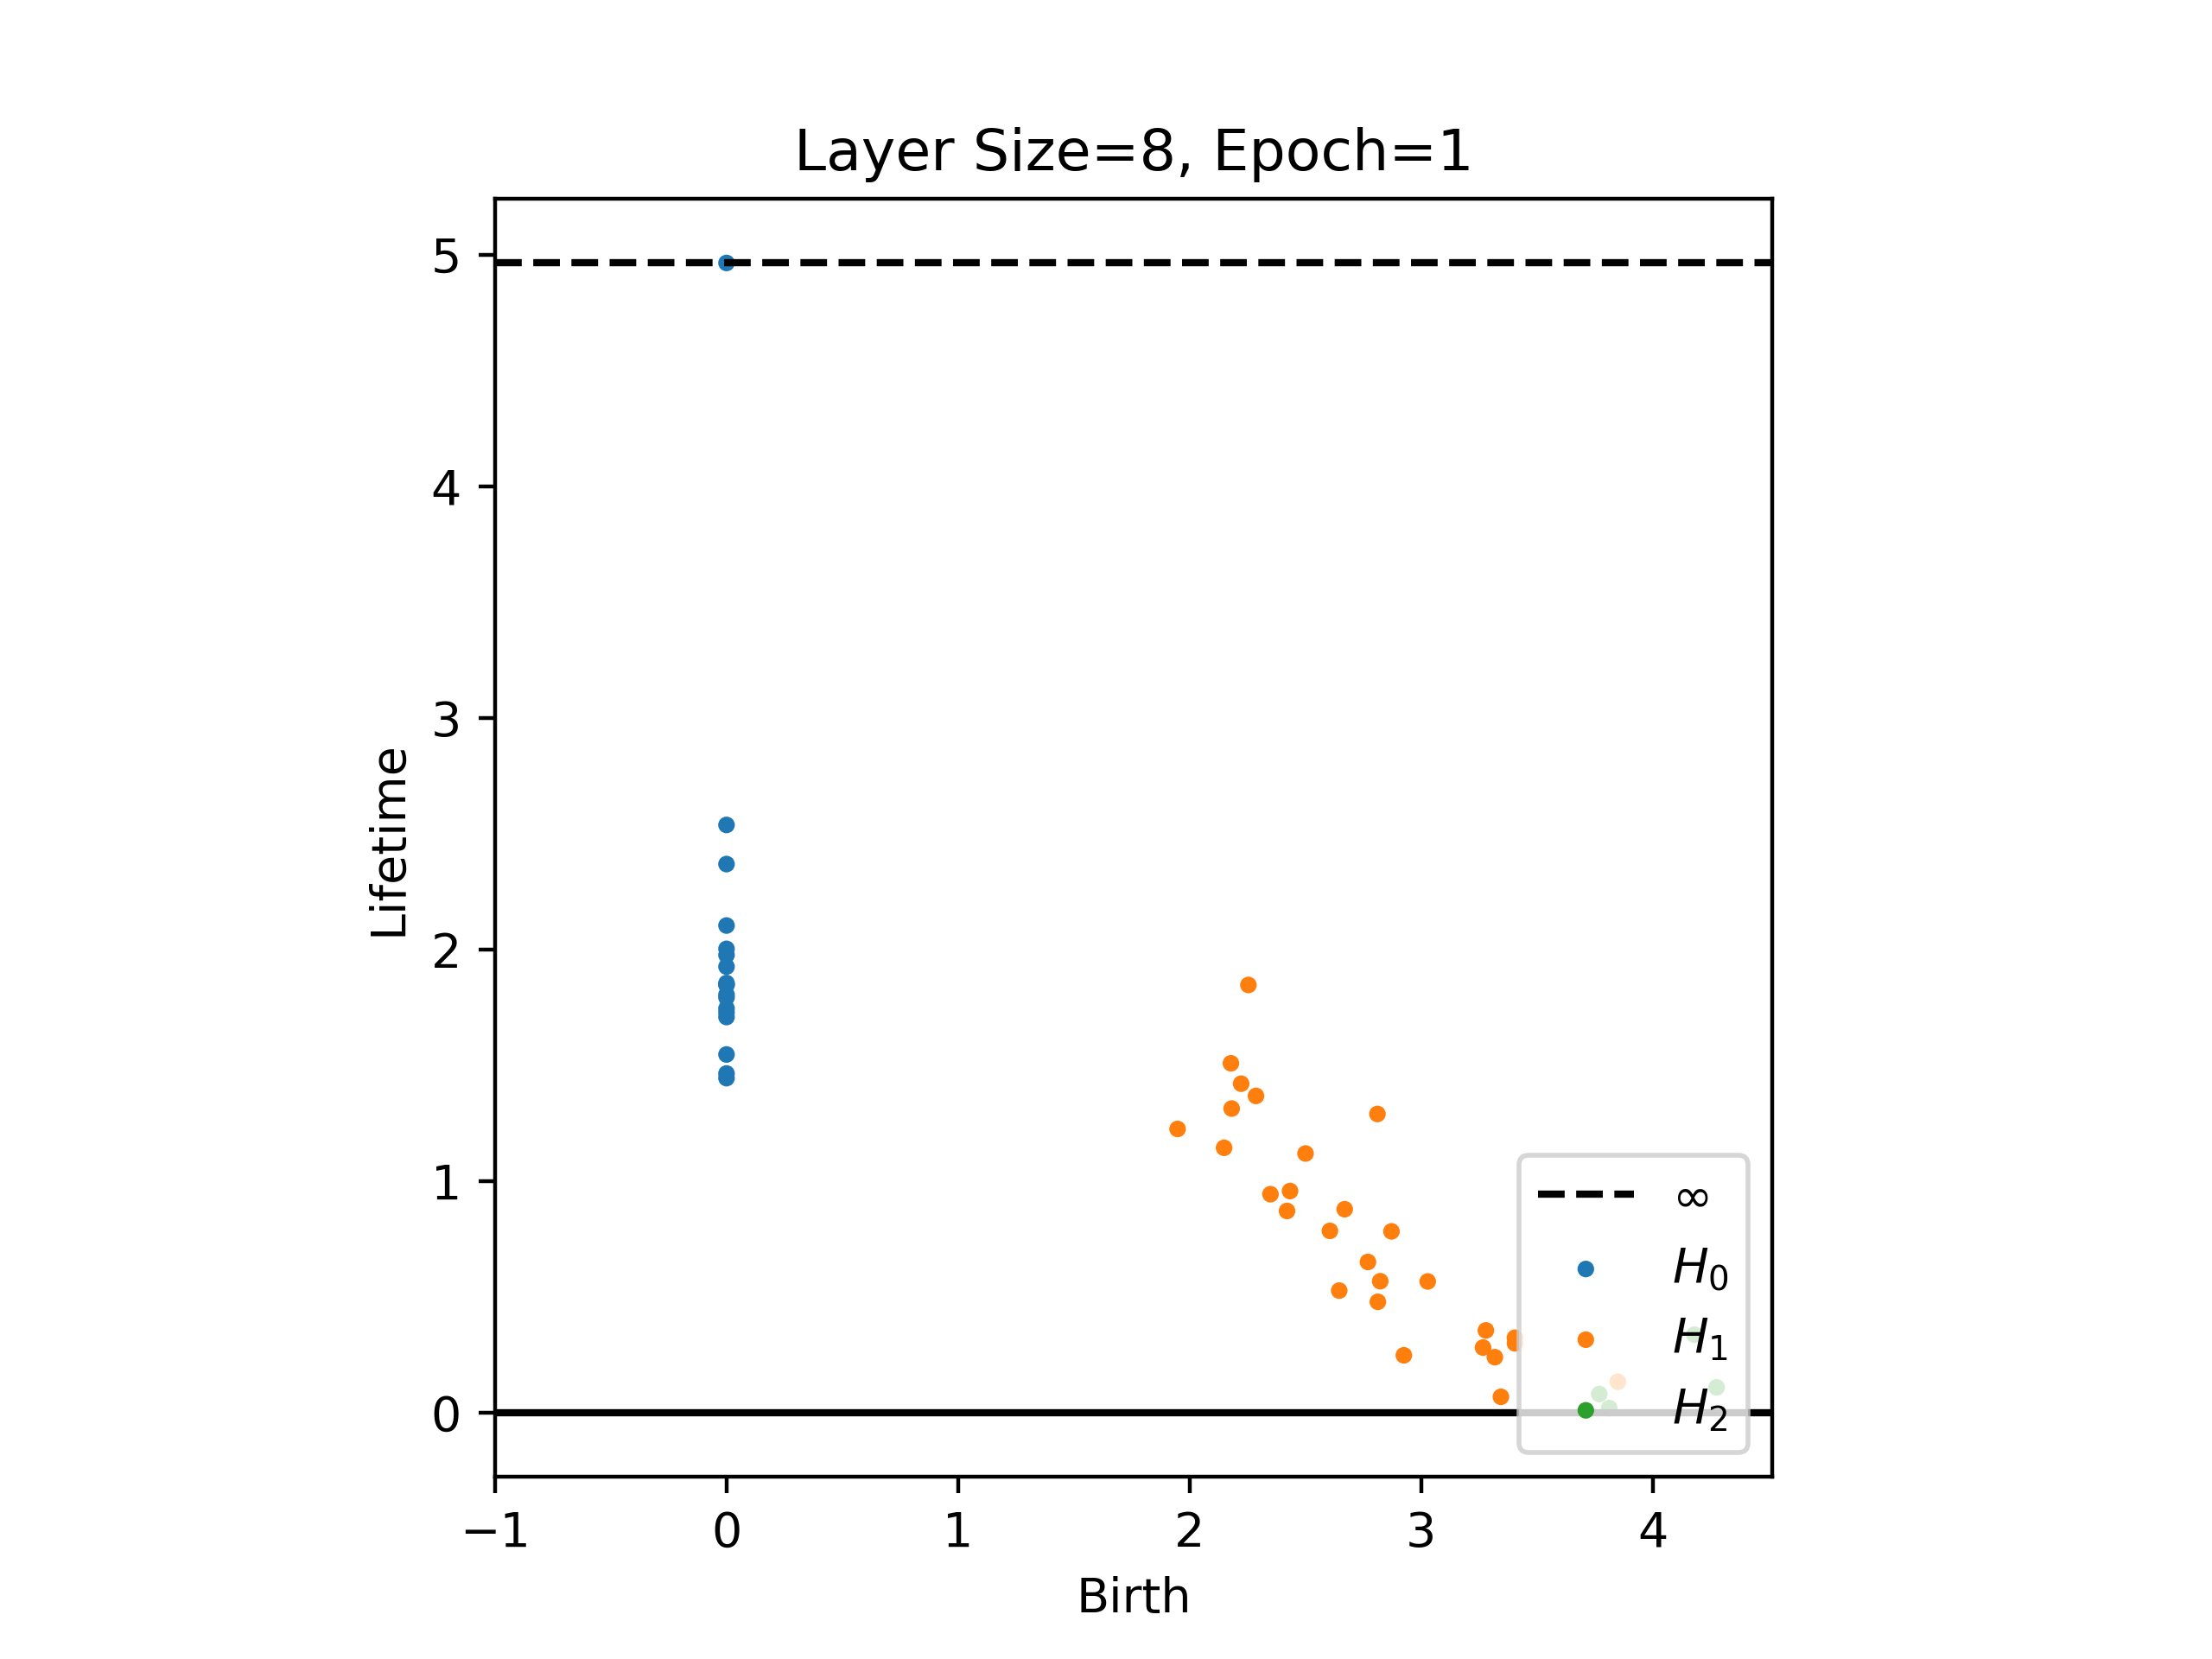 Layer Size=8, Epoch=1
5
4
3
2
1
0
Lifetime
∞
H₀
H₁
H₂
−1 0 1 2 3 4
Birth